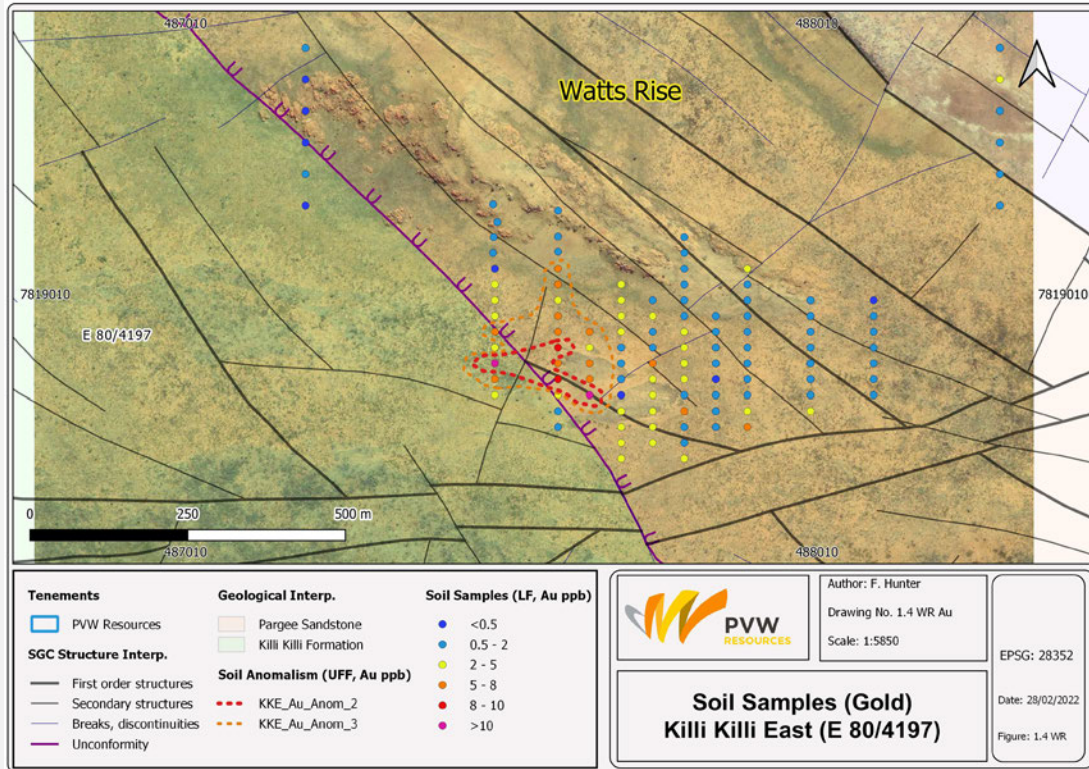 487010
488010
Watts Rise
7819010
7819010
E 80/4197
0
250
500 m
487010
488010
Tenements
PVW Resources
SGC Structure Interp.
First order structures
Secondary structures
Breaks, discontinuities
Unconformity
Geological Interp.
Pargee Sandstone
Killi Killi Formation
Soil Anomalism (UFF, Au ppb)
KKE_Au_Anom_2
KKE_Au_Anom_3
Soil Samples (LF, Au ppb)
<0.5
0.5 - 2
2 - 5
5 - 8
8 - 10
>10
PVW
RESOURCES
Author: F. Hunter
Drawing No. 1.4 WR Au
Scale: 1:5850
Soil Samples (Gold)
Killi Killi East (E 80/4197)
EPSG: 28352
Date: 28/02/2022
Figure: 1.4 WR